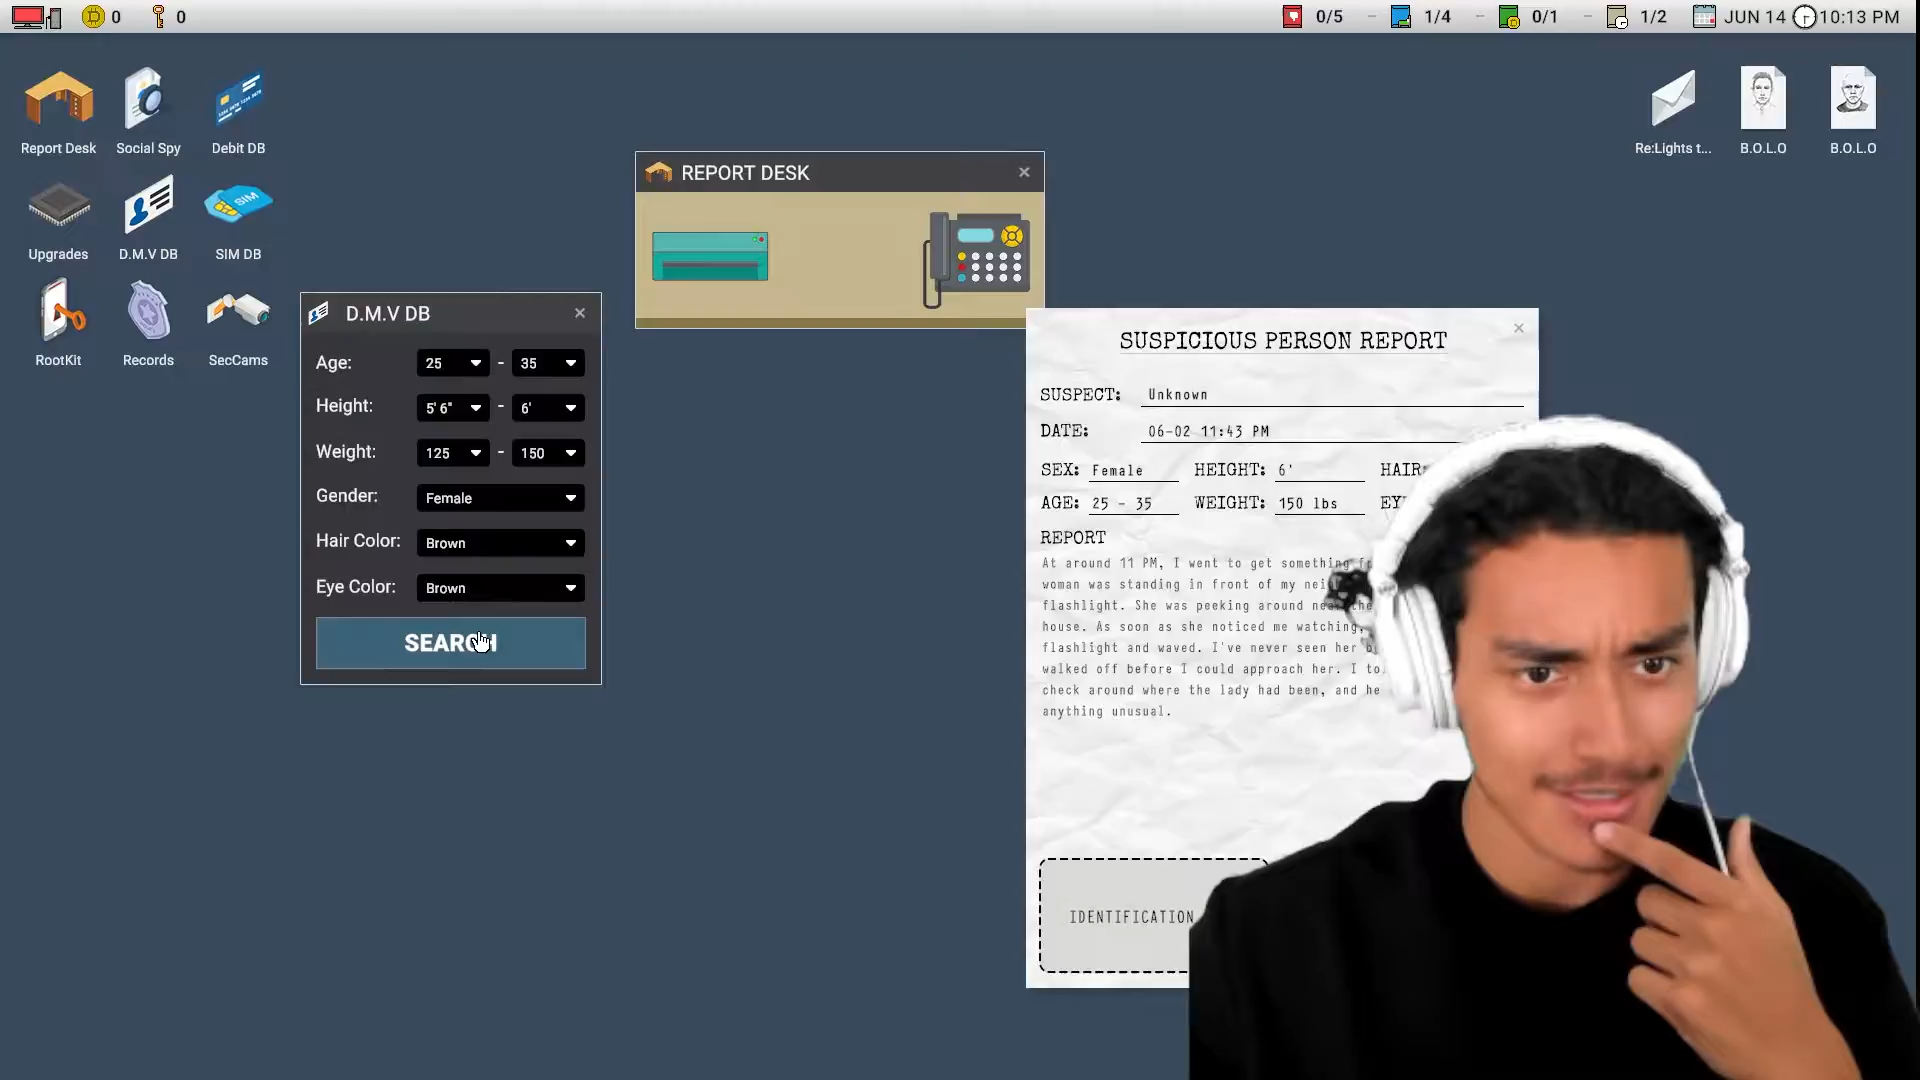 0
0
0/5
1/4
0/1
1/2
JUN 14
10:13 PM
Report Desk
Social Spy
Debit DB
Upgrades
D.M.V DB
SIM DB
SIM
RootKit
Records
SecCams
Re:Lights t...
B.O.L.O
B.O.L.O
REPORT DESK
D.M.V DB
Age: 25 - 35
Height: 5' 6" - 6'
Weight: 125 - 150
Gender: Female
Hair Color: Brown
Eye Color: Brown
SEARCH
SUSPICIOUS PERSON REPORT
SUSPECT: Unknown
DATE: 06-02 11:43 PM
SEX: Female HEIGHT: 6' HAIR
AGE: 25 - 35 WEIGHT: 150 lbs
REPORT
At around 11 PM, I went to get something
woman was standing in front of my
flashlight. She was peeking around
house. As soon as she noticed me watching,
flashlight and waved. I've never seen her
walked off before I could approach her. I
check around where the lady had been, and he
anything unusual.
IDENTIFICATION